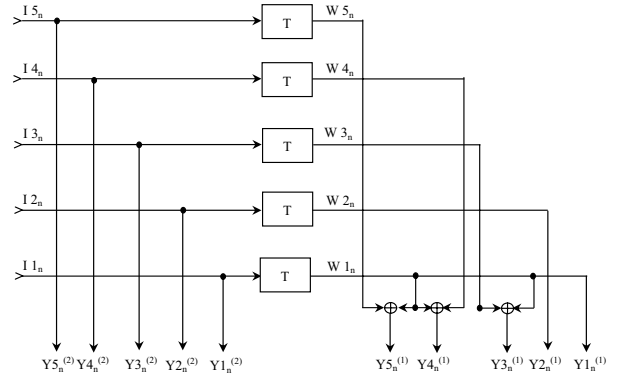 I 5n T W 5n
I 4n T W 4n
I 3n T W 3n
I 2n T W 2n
I 1n T W 1n
Y5n(2) Y4n(2) Y3n(2) Y2n(2) Y1n(2) Y5n(1) Y4n(1) Y3n(1) Y2n(1) Y1n(1)